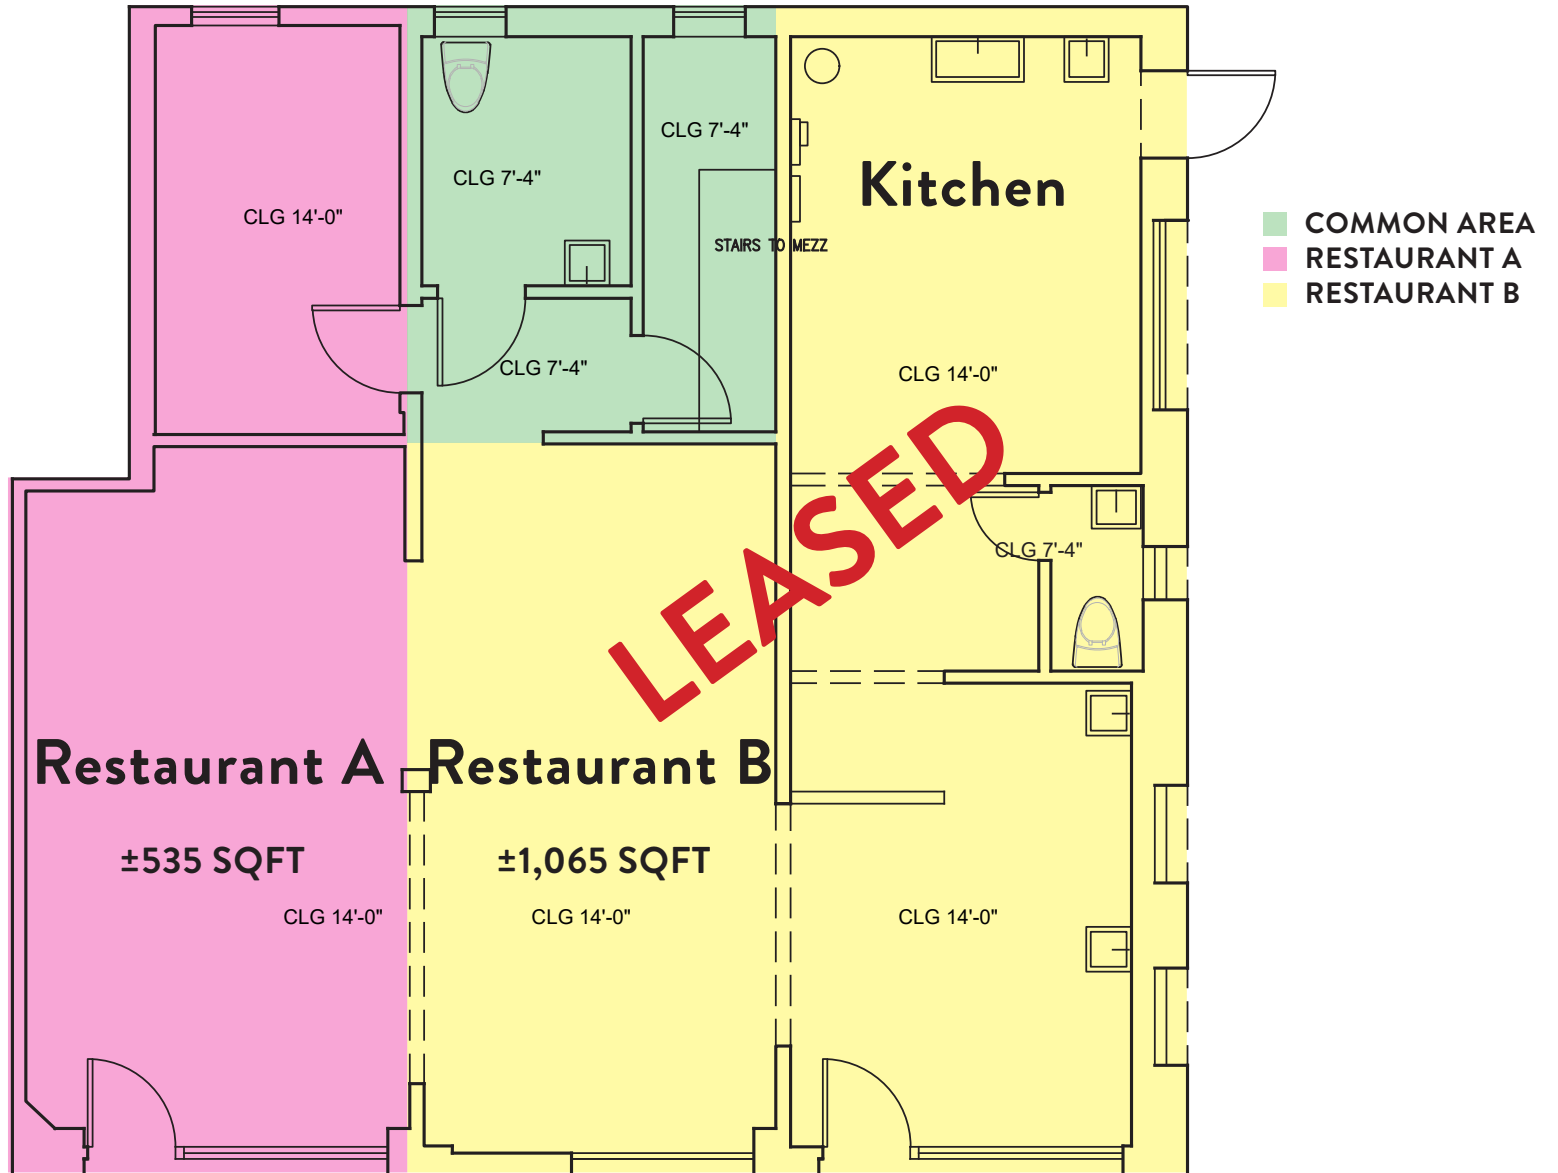 CLG 7'-4"
CLG 7'-4"
Kitchen
CLG 14'-0"
STAIRS TO MEZZ
COMMON AREA
RESTAURANT A
RESTAURANT B
CLG 7'-4"
CLG 14'-0"
LEASED
CLG 7'-4"
Restaurant A
Restaurant B
±535 SQFT
±1,065 SQFT
CLG 14'-0"
CLG 14'-0"
CLG 14'-0"